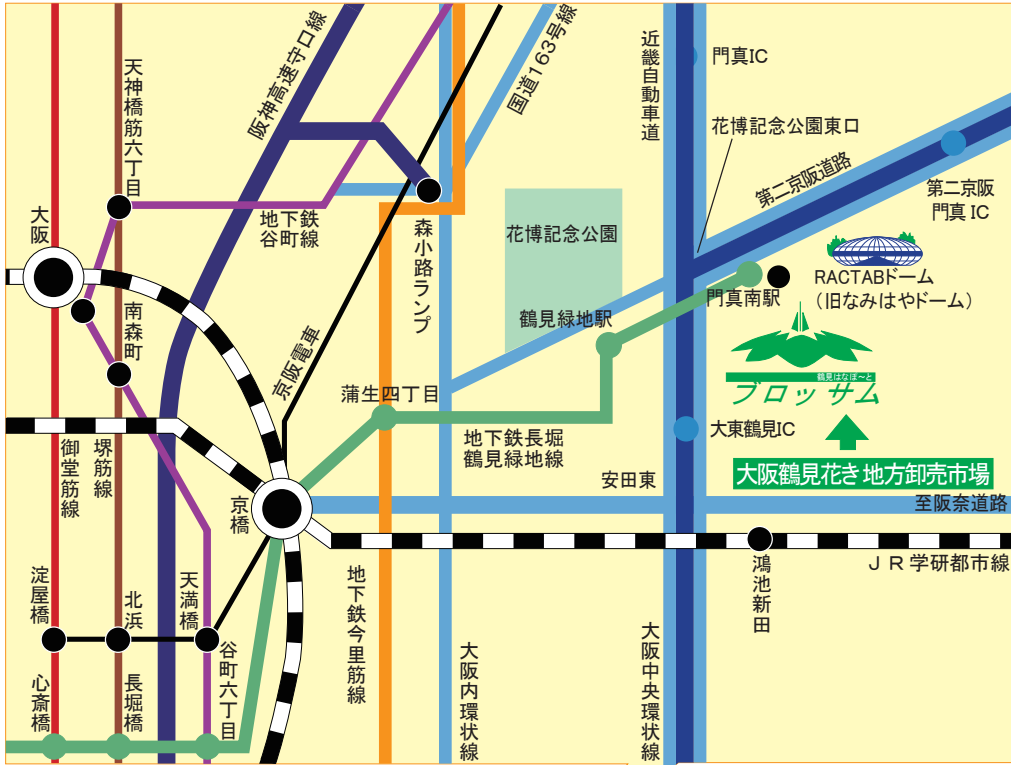 阪神高速守口線
国道163号線
近畿自動車道
門真IC
天神橋筋六丁目
花博記念公園東口
第二京阪道路
第二京阪
門真 IC
大阪
地下鉄
谷町線
森小路ランプ
花博記念公園
RACTABドーム
(旧なみはやドーム)
門真南駅
南森町
京阪電車
鶴見緑地駅
鶴見はなぽ~と
ブロッサム
蒲生四丁目
大東鶴見IC
地下鉄長堀
鶴見緑地線
御堂筋線
堺筋線
大阪鶴見花き地方卸売市場
安田東
京橋
至阪奈道路
JR学研都市線
鴻池新田
淀屋橋
北浜
天満橋
地下鉄今里筋線
大阪内環状線
大阪中央環状線
心斎橋
長堀橋
谷町六丁目